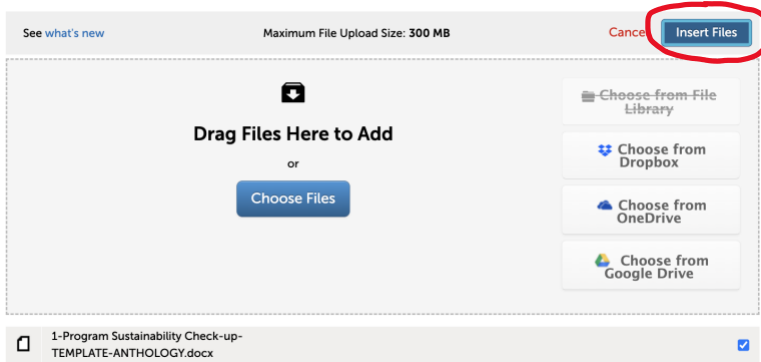 See what's new Maximum File Upload Size: 300 MB Cance Insert Files
Drag Files Here to Add
or
Choose Files
Choose from File
Library
Choose from
Dropbox
Choose from
OneDrive
Choose from
Google Drive
1-Program Sustainability Check-up-
TEMPLATE-ANTHOLOGY.docx